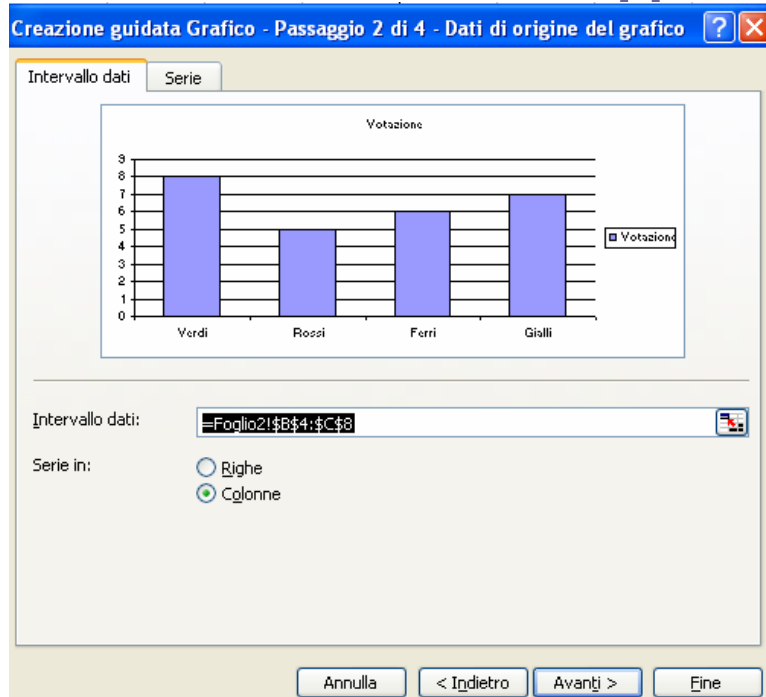 Creazione guidata Grafico - Passaggio 2 di 4 - Dati di origine del grafico
Intervallo dati
Serie
Votazione
9
8
7
6
5
4
3
2
1
0
Verdi
Rossi
Ferri
Gialli
Votazione
Intervallo dati:
=Foglio2!$B$4:$C$8
Serie in:
Righe
Colonne
Annulla
< Indietro
Avanti >
Fine